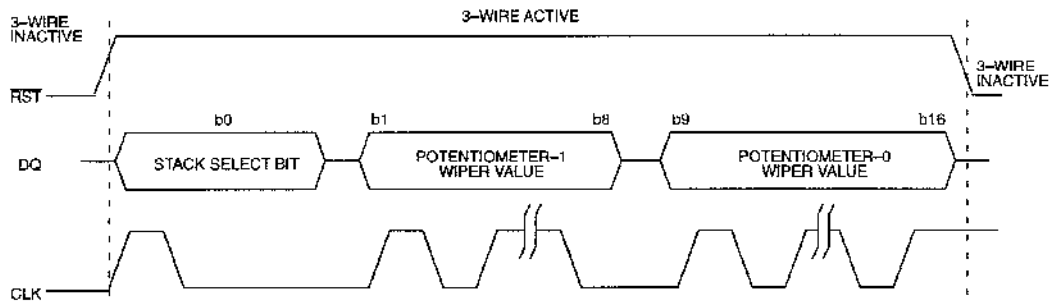 3–WIRE ACTIVE
3–WIRE
INACTIVE
3–WIRE
INACTIVE
RST
b0
b1
b8
b9
b16
DQ
STACK SELECT BIT
POTENTIOMETER–1
WIPER VALUE
POTENTIOMETER–0
WIPER VALUE
CLK